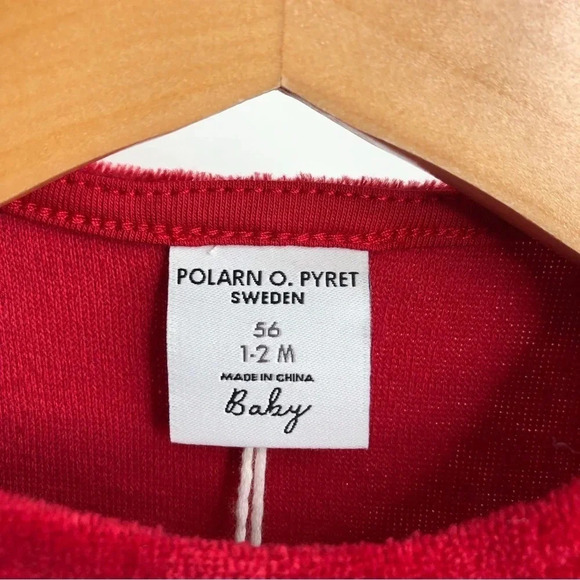 POLARN O. PYRET
SWEDEN
56
1-2 M
MADE IN CHINA
Baby